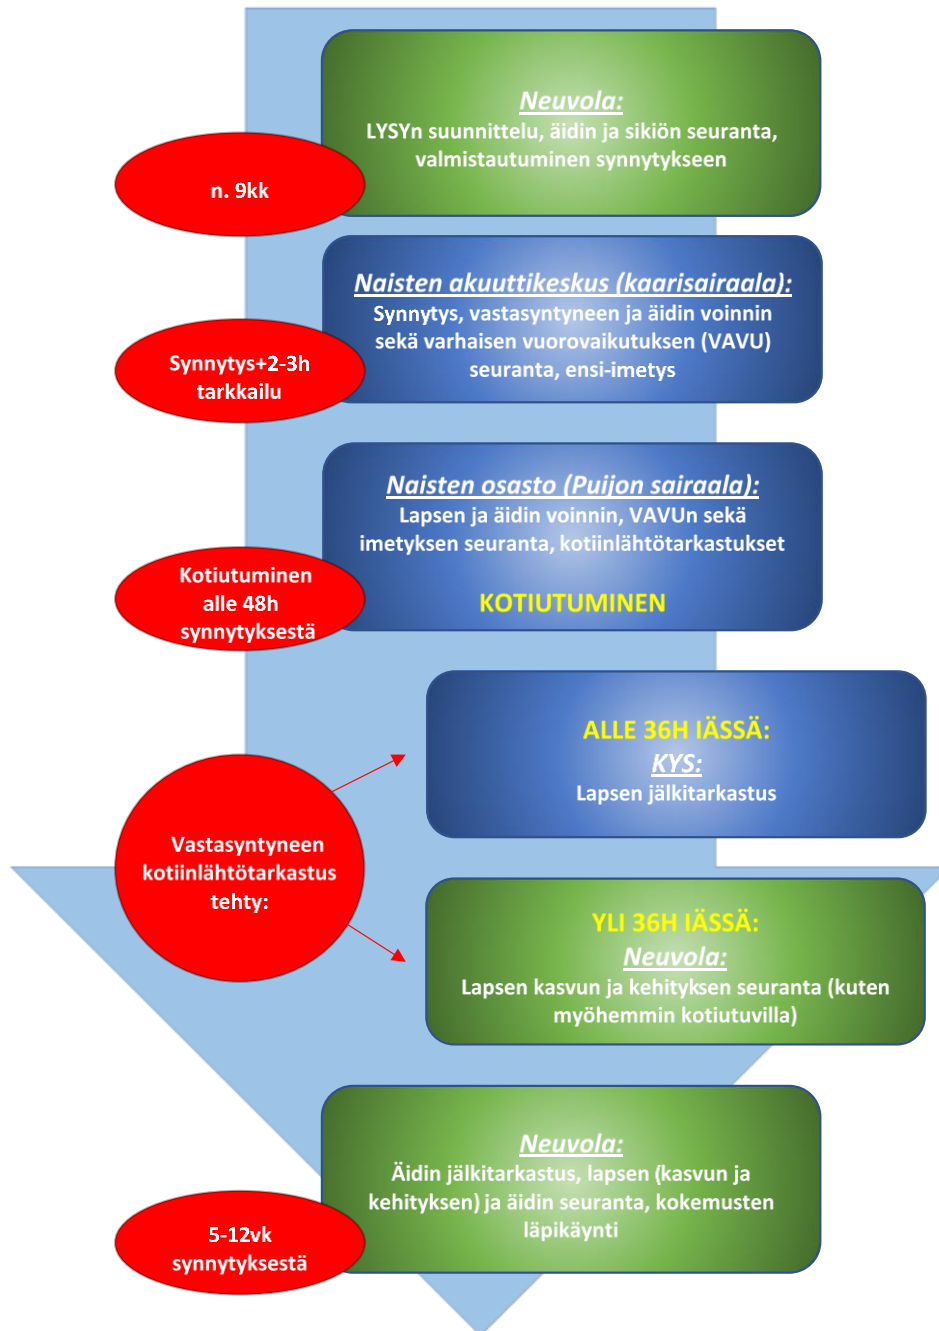 Neuvola:
LYSYn suunnittelu, äidin ja sikiön seuranta,
valmistautuminen synnytykseen
n. 9kk
Naisten akuuttikeskus (kaarisairaala):
Synnytys, vastasyntyneen ja äidin voinnin
sekä varhaisen vuorovaikutuksen (VAVU)
seuranta, ensi-imetys
Synnytys+2-3h
tarkkailu
Naisten osasto (Puijon sairaala):
Lapsen ja äidin voinnin, VAVUn sekä
imetyksen seuranta, kotiinlähtötarkastukset
KOTIUTUMINEN
Kotiutuminen
alle 48h
synnytyksestä
ALLE 36H IÄSSÄ:
KYS:
Lapsen jälkitarkastus
Vastasyntyneen
kotiinlähtötarkastus
tehty:
YLI 36H IÄSSÄ:
Neuvola:
Lapsen kasvun ja kehityksen seuranta (kuten
myöhemmin kotiutuvilla)
Neuvola:
Äidin jälkitarkastus, lapsen (kasvun ja
kehityksen) ja äidin seuranta, kokemusten
läpikäynti
5-12vk
synnytyksestä